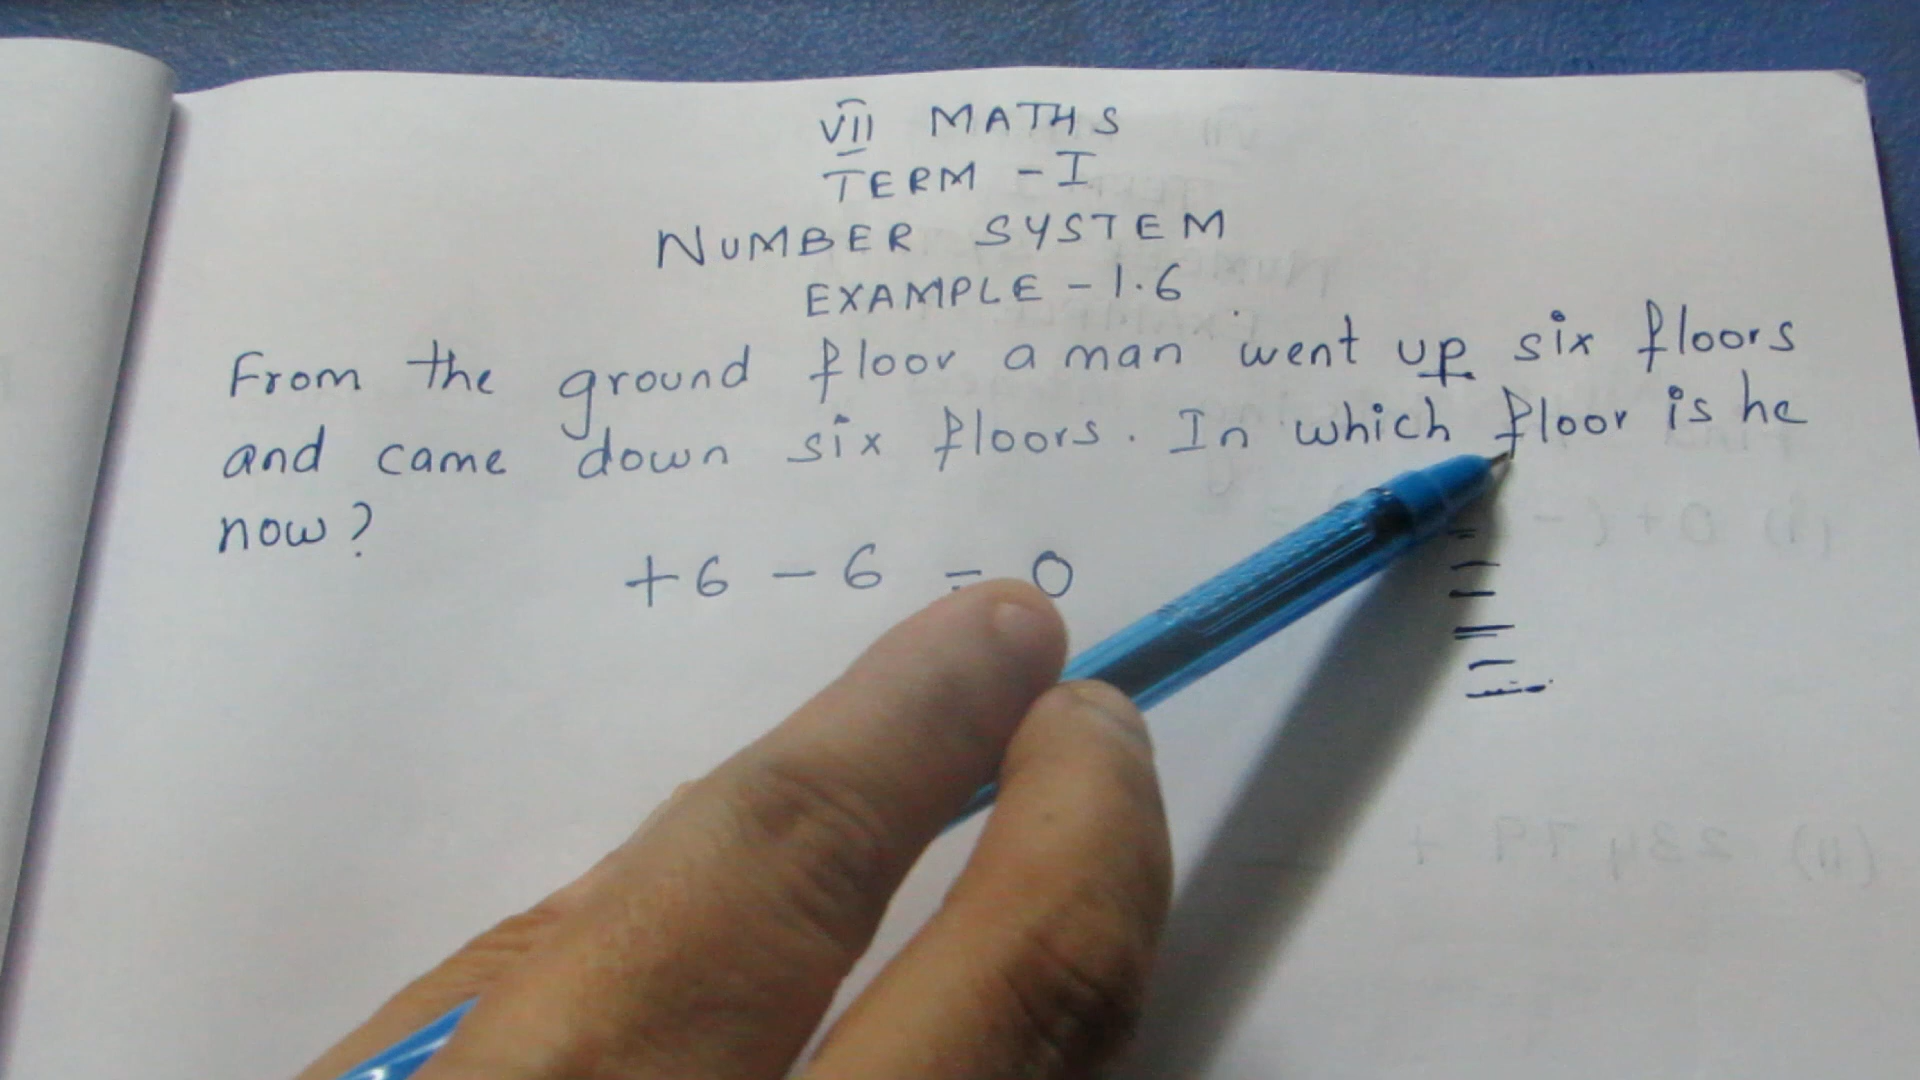 VII MATHS
TERM - I
NUMBER SYSTEM
EXAMPLE - 1.6
From the ground floor a man went up six floors
and came down six floors. In which floor is he
now?
+6 - 6 = 0